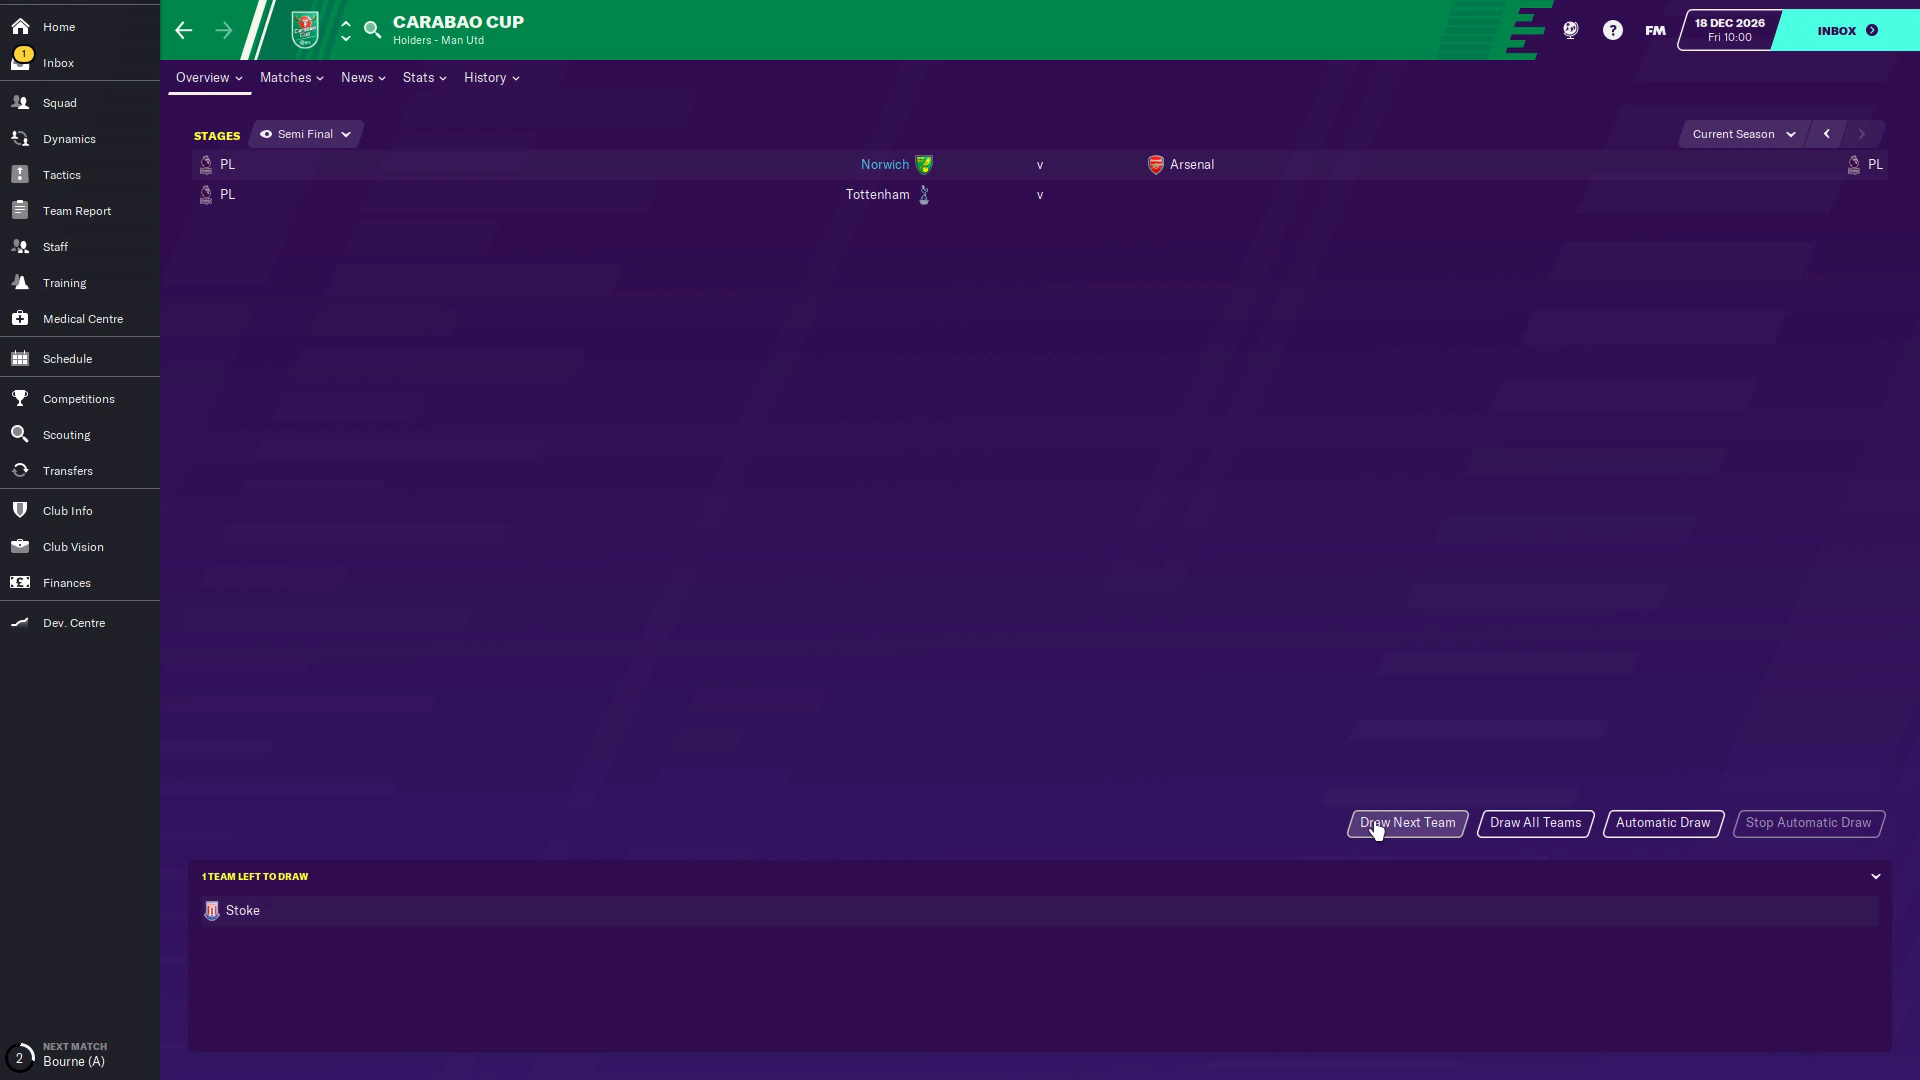 Home
CARABAO CUP
Holders - Man Utd
FM
18 DEC 2026
Fri 10:00
INBOX
1
Inbox
Overview
Matches
News
Stats
History
Squad
Dynamics
STAGES
Semi Final
Current Season
PL
Norwich
v
Arsenal
PL
PL
Tottenham
v
Tactics
Team Report
Staff
Training
Medical Centre
Schedule
Competitions
Scouting
Transfers
Club Info
Club Vision
Finances
Dev. Centre
Draw Next Team
Draw All Teams
Automatic Draw
Stop Automatic Draw
1 TEAM LEFT TO DRAW
Stoke
2
NEXT MATCH
Bourne (A)